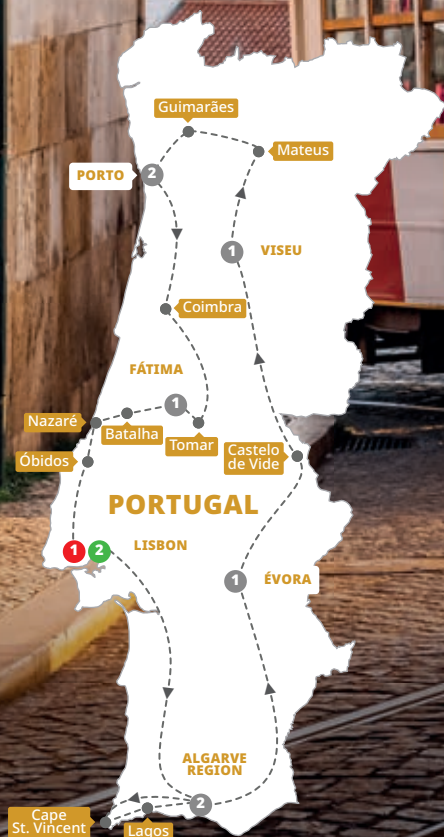 Guimarães
Mateus
PORTO
2
1
VISEU
Coimbra
FÁTIMA
1
Nazaré
Batalha
Tomar
Óbidos
Castelo
de Vide
PORTUGAL
1
2
LISBON
1
ÉVORA
ALGARVE
REGION
2
Cape
St. Vincent
Lagos